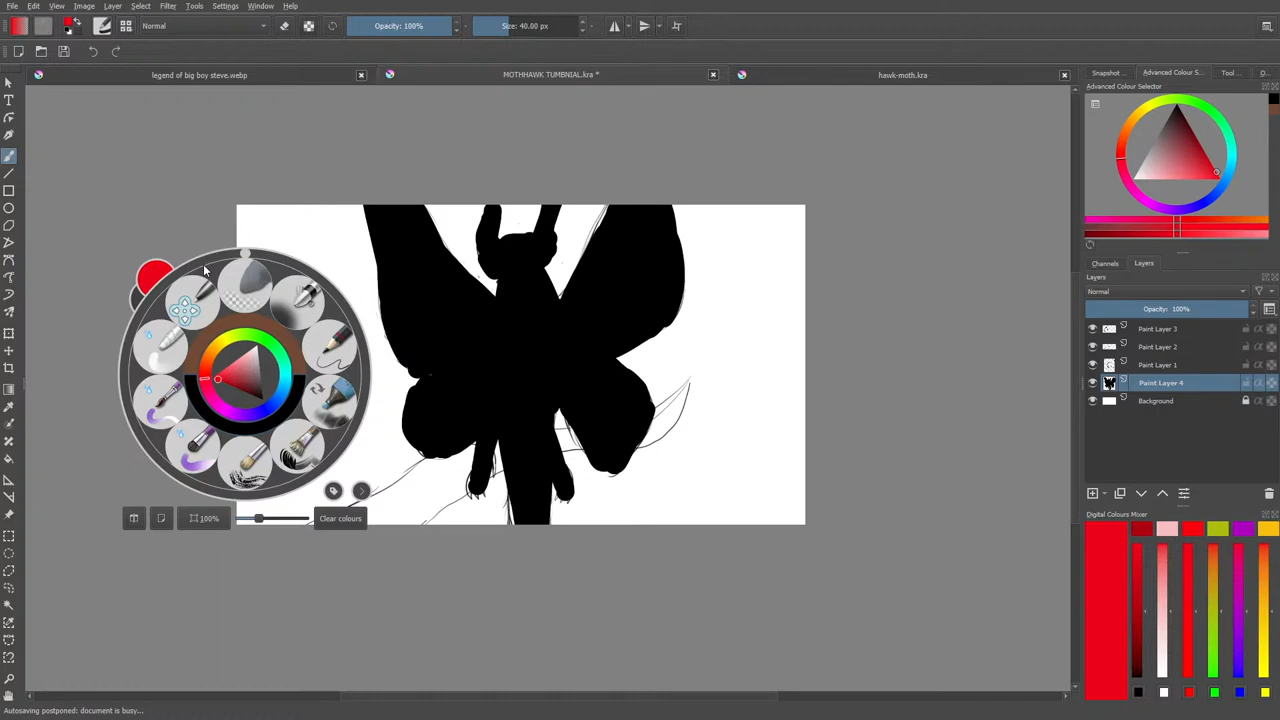 File Edit View Image Layer Select Filter Tools Settings Window Help
Normal Opacity: 100% Size: 40.00 px
legend of big boy steve.webp MOTHHAWK TUMBNIAL.kra * hawk-moth.kra
Snapshot ... Advanced Colour S... Tool ... O...
Advanced Colour Selector
Channels Layers
Layers
Normal
Opacity: 100%
Paint Layer 3
Paint Layer 2
Paint Layer 1
Paint Layer 4
Background
100% Clear colours
Digital Colours Mixer
Autosaving postponed: document is busy...